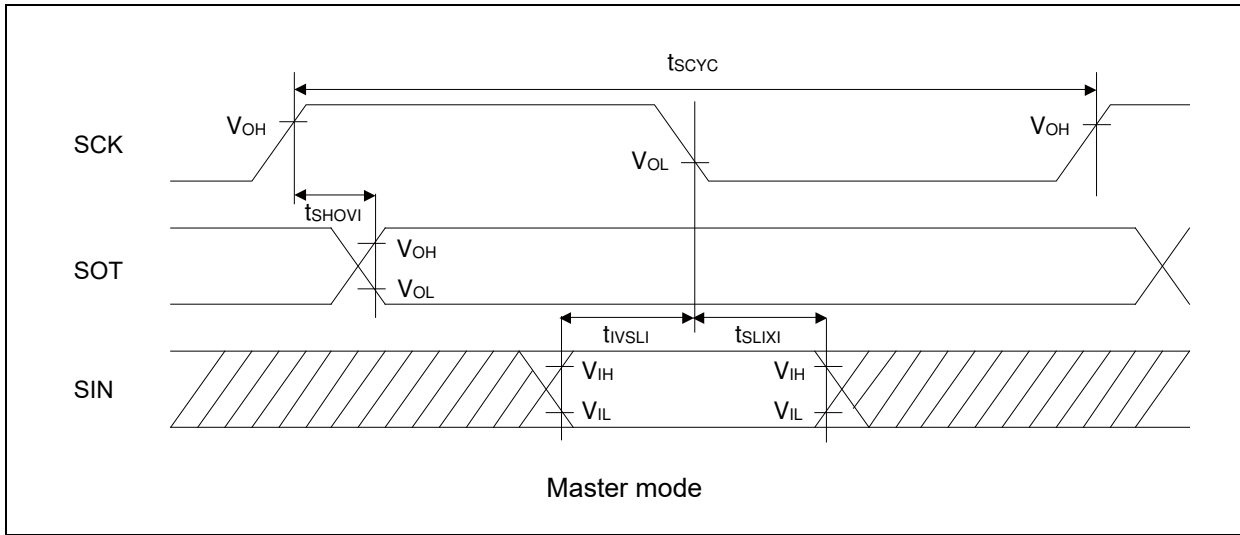 tSCYC
SCK
VOH
VOL
VOH
tSHOVI
SOT
VOH
VOL
tIVSLI
tSLIXI
SIN
VIH
VIH
VIL
VIL
Master mode